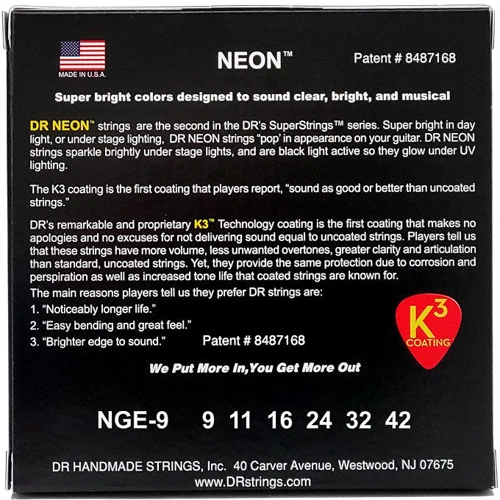 NEON™
Patent # 8487168
MADE IN U.S.A.
Super bright colors designed to sound clear, bright, and musical
DR NEON™ strings are the second in the DR's SuperStrings™ series. Super bright in day
light, or under stage lighting, DR NEON strings “pop’ in appearance on your guitar. DR NEON
strings sparkle brightly under stage lights, and are black light active so they glow under UV
lighting.
The K3 coating is the first coating that players report, “sound as good or better than uncoated
strings.”
DR's remarkable and proprietary K3™ Technology coating is the first coating that makes no
apologies and no excuses for not delivering sound equal to uncoated strings. Players tell us
that these strings have more volume, less unwanted overtones, greater clarity and articulation
than standard, uncoated strings. Yet, they provide the same protection due to corrosion and
perspiration as well as increased tone life that coated strings are known for.
The main reasons players tell us they prefer DR strings are:
1. “Noticeably longer life.”
2. “Easy bending and great feel.”
3. “Brighter edge to sound.”
Patent # 8487168
K3
COATING
We Put More In,You Get More Out
NGE-9 9 11 16 24 32 42
DR HANDMADE STRINGS, Inc. 40 Carver Avenue, Westwood, NJ 07675
www.DRstrings.com